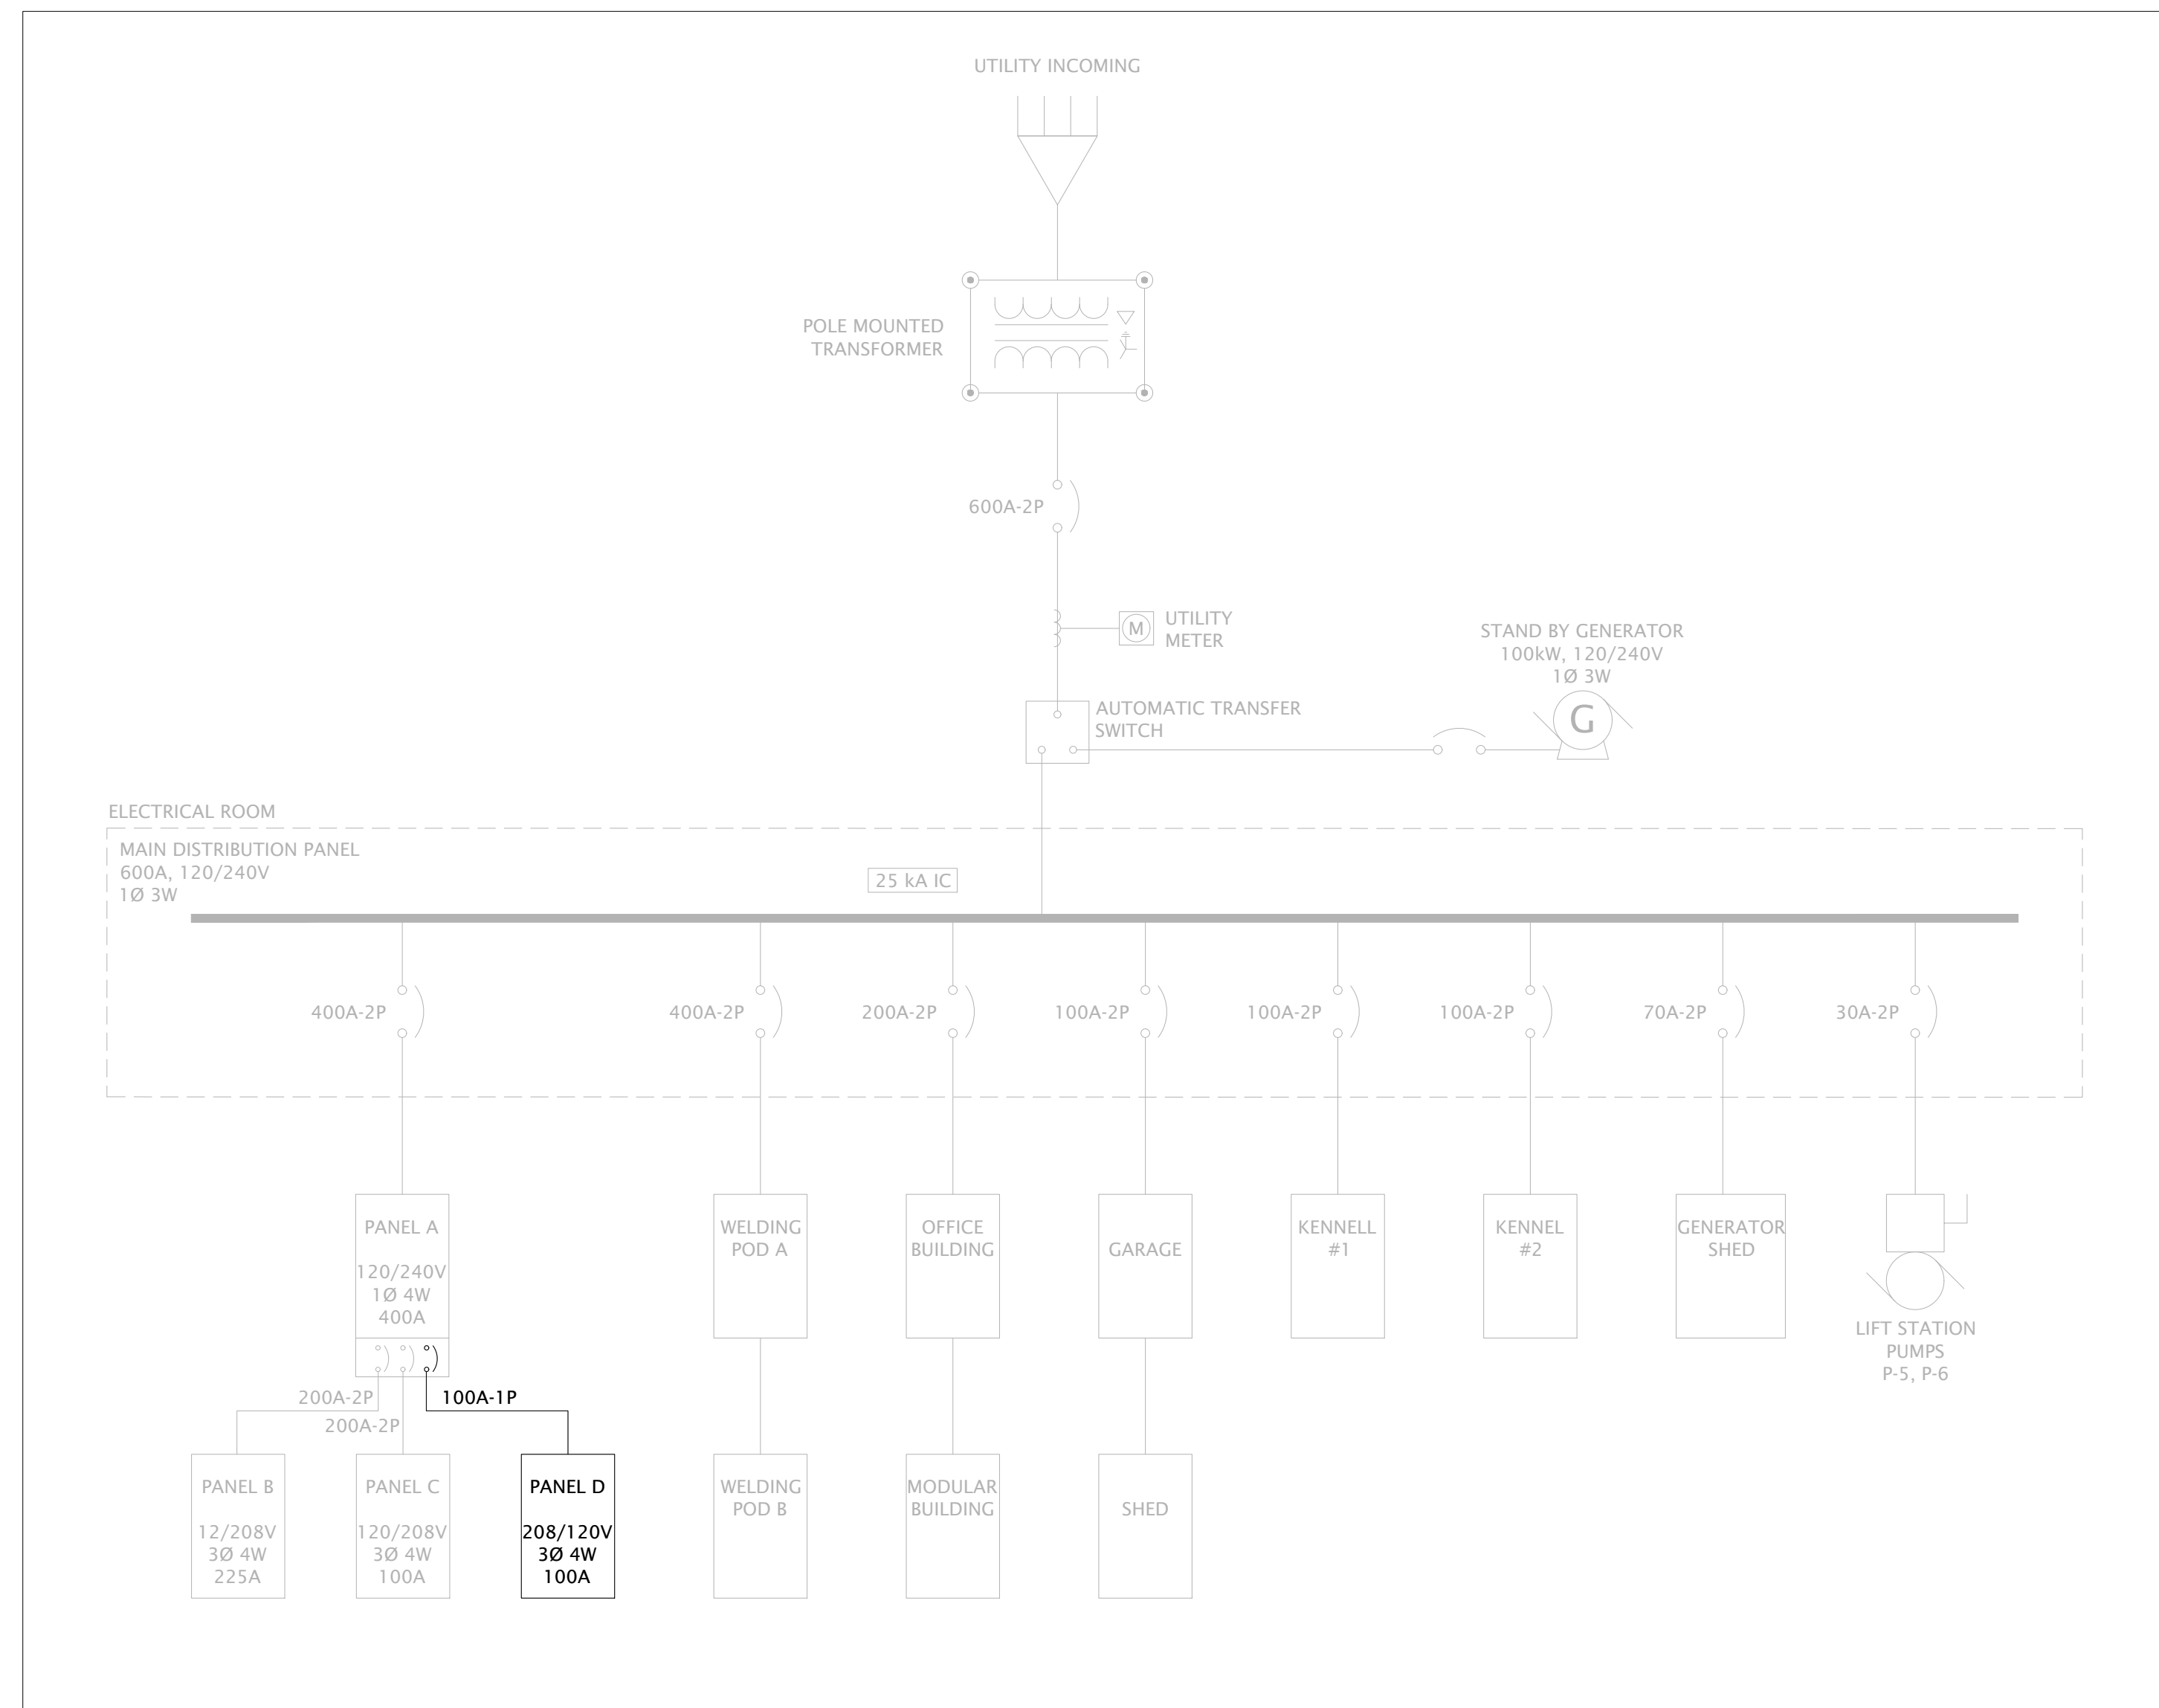 UTILITY INCOMING
POLE MOUNTED
TRANSFORMER
600A-2P
M
UTILITY
METER
STAND BY GENERATOR
100kW, 120/240V
1Ø 3W
G
AUTOMATIC TRANSFER
SWITCH
ELECTRICAL ROOM
MAIN DISTRIBUTION PANEL
600A, 120/240V
1Ø 3W
25 kA IC
400A-2P
400A-2P
200A-2P
100A-2P
100A-2P
100A-2P
70A-2P
30A-2P
PANEL A
120/240V
1Ø 4W
400A
WELDING
POD A
OFFICE
BUILDING
GARAGE
KENNELL
#1
KENNEL
#2
GENERATOR
SHED
LIFT STATION
PUMPS
P-5, P-6
200A-2P
200A-2P
100A-1P
PANEL B
12/208V
3Ø 4W
225A
PANEL C
120/208V
3Ø 4W
100A
PANEL D
208/120V
3Ø 4W
100A
WELDING
POD B
MODULAR
BUILDING
SHED